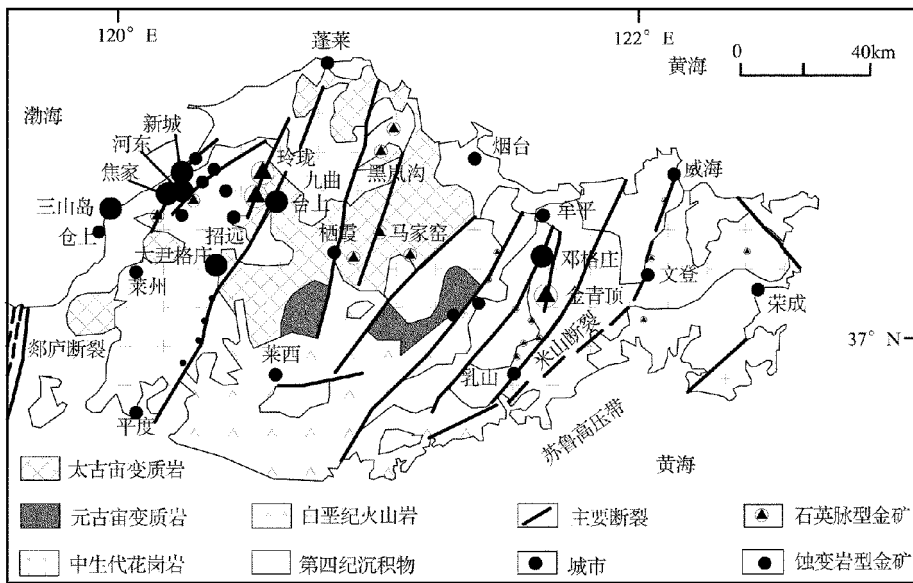 120° E
122° E
蓬莱
黄海
0
40km
渤海
新城
河东
焦家
玲珑
黑岚沟
烟台
威海
九曲
三山岛
台上
牟平
仓上
招远
栖霞
马家窑
大尹格庄
邓格庄
文登
莱州
金青顶
荣成
郯庐断裂
米山断裂
37° N
莱西
乳山
平度
苏鲁高压带
黄海
太古宙变质岩
元古宙变质岩
白垩纪火山岩
主要断裂
石英脉型金矿
中生代花岗岩
第四纪沉积物
城市
蚀变岩型金矿